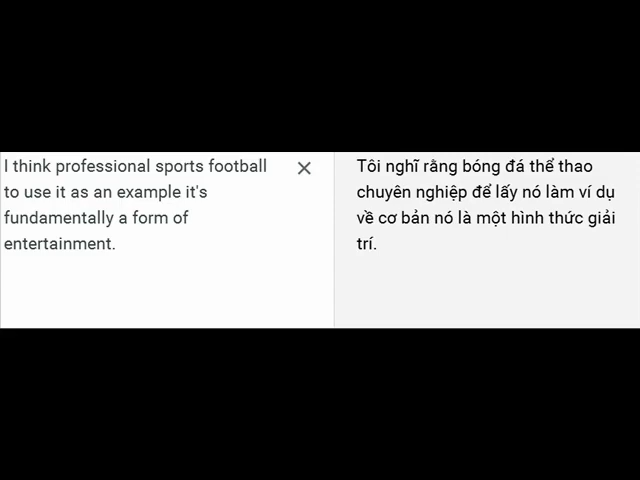 I think professional sports football
to use it as an example it's
fundamentally a form of
entertainment.
Tôi nghĩ rằng bóng đá thể thao
chuyên nghiệp để lấy nó làm ví dụ
về cơ bản nó là một hình thức giải
trí.